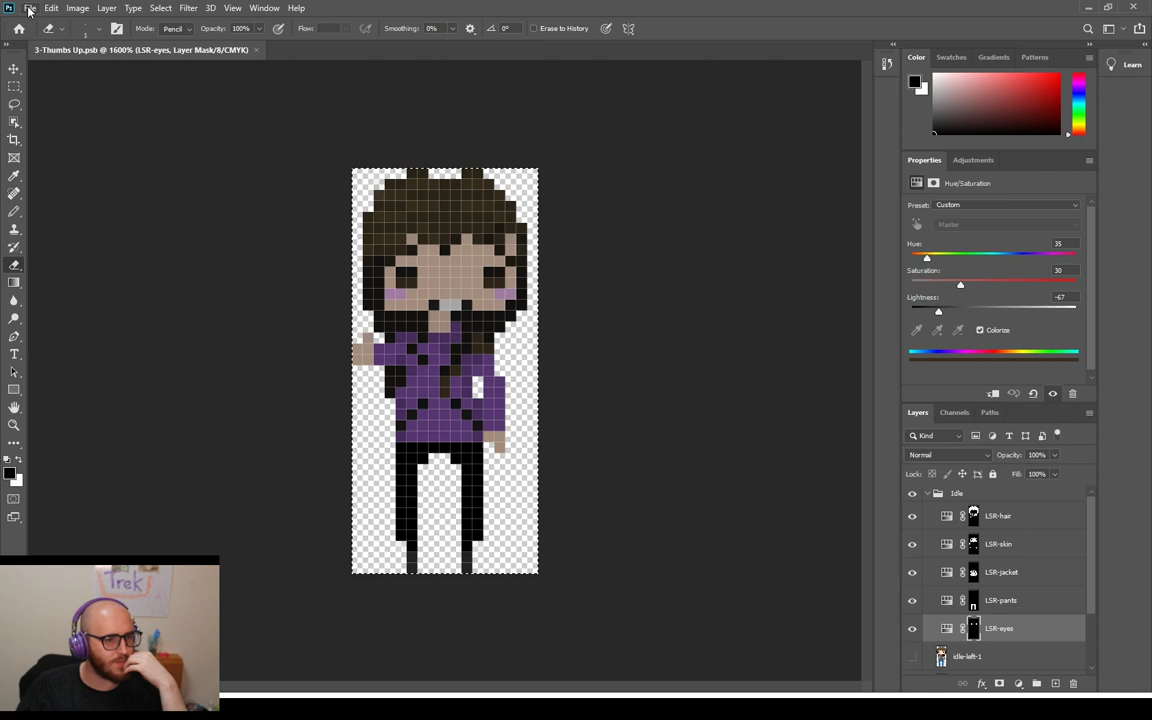 Ps File Edit Image Layer Type Select Filter 3D View Window Help
1 Mode: Pencil Opacity: 100% Flow: Smoothing: 0% 0° Erase to History
3-Thumbs Up.psb @ 1600% (LSR-eyes, Layer Mask/8/CMYK) ×
Color Swatches Gradients Patterns
Learn
Properties Adjustments
Hue/Saturation
Preset: Custom
Master
Hue: 35
Saturation: 30
Lightness: -67
Colorize
Layers Channels Paths
Kind
Normal Opacity: 100%
Lock: Fill: 100%
Idle
LSR-hair
LSR-skin
LSR-jacket
LSR-pants
LSR-eyes
idle-left-1
fx
Trek